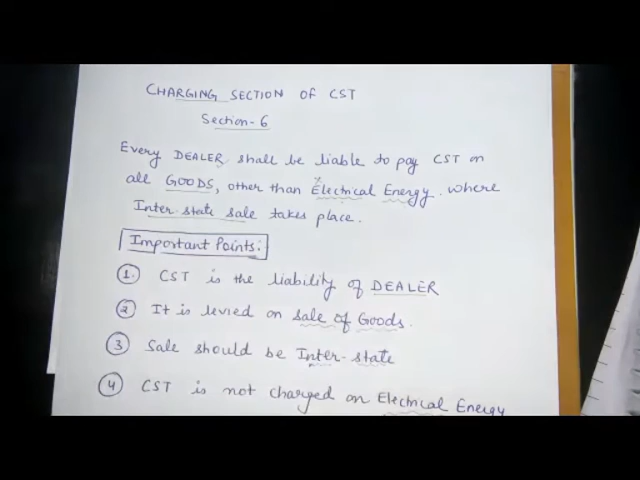 CHARGING SECTION OF CST
Section-6
Every DEALER shall be liable to pay CST on
all GOODS, other than Electrical Energy. where
Inter state sale takes place.
Important Points:
1. CST is the liability of DEALER
2 It is levied on sale of Goods.
3 Sale should be Inter-state
4 CST is not charged on Electrical Energy